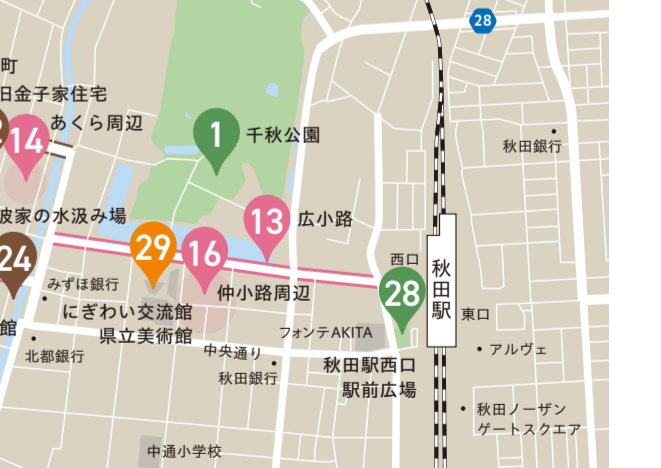 28
町
旧金子家住宅
14
あくら周辺
1
千秋公園
秋田銀行
波家の水汲み場
13
広小路
29
16
24
西口
秋田駅
みずほ銀行
仲小路周辺
28
東口
にぎわい交流館
県立美術館
館
フォンテAKITA
北都銀行
中央通り
アルヴェ
秋田銀行
秋田駅西口
駅前広場
秋田ノーザン
ゲートスクエア
中通小学校